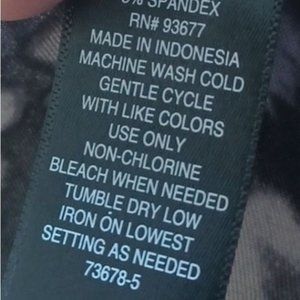 % SPANDEX
RN# 93677
MADE IN INDONESIA
MACHINE WASH COLD
GENTLE CYCLE
WITH LIKE COLORS
USE ONLY
NON-CHLORINE
BLEACH WHEN NEEDED
TUMBLE DRY LOW
IRON ON LOWEST
SETTING AS NEEDED
73678-5